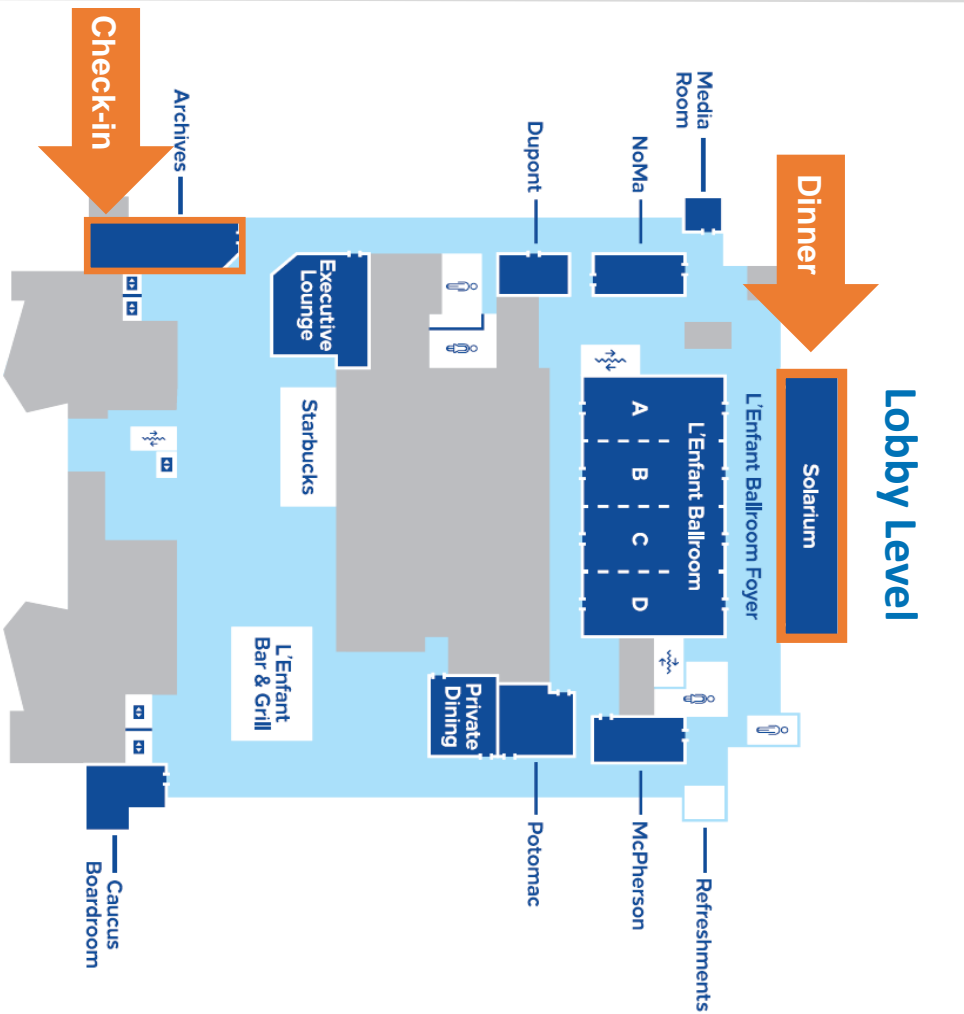 Lobby Level
Dinner
Solarium
L'Enfant Ballroom Foyer
Media
Room
NoMa
Dupont
L'Enfant Ballroom
A
B
C
D
Refreshments
McPherson
Potomac
Private
Dining
Executive
Lounge
Starbucks
L'Enfant
Bar & Grill
Check-in
Archives
Caucus
Boardroom